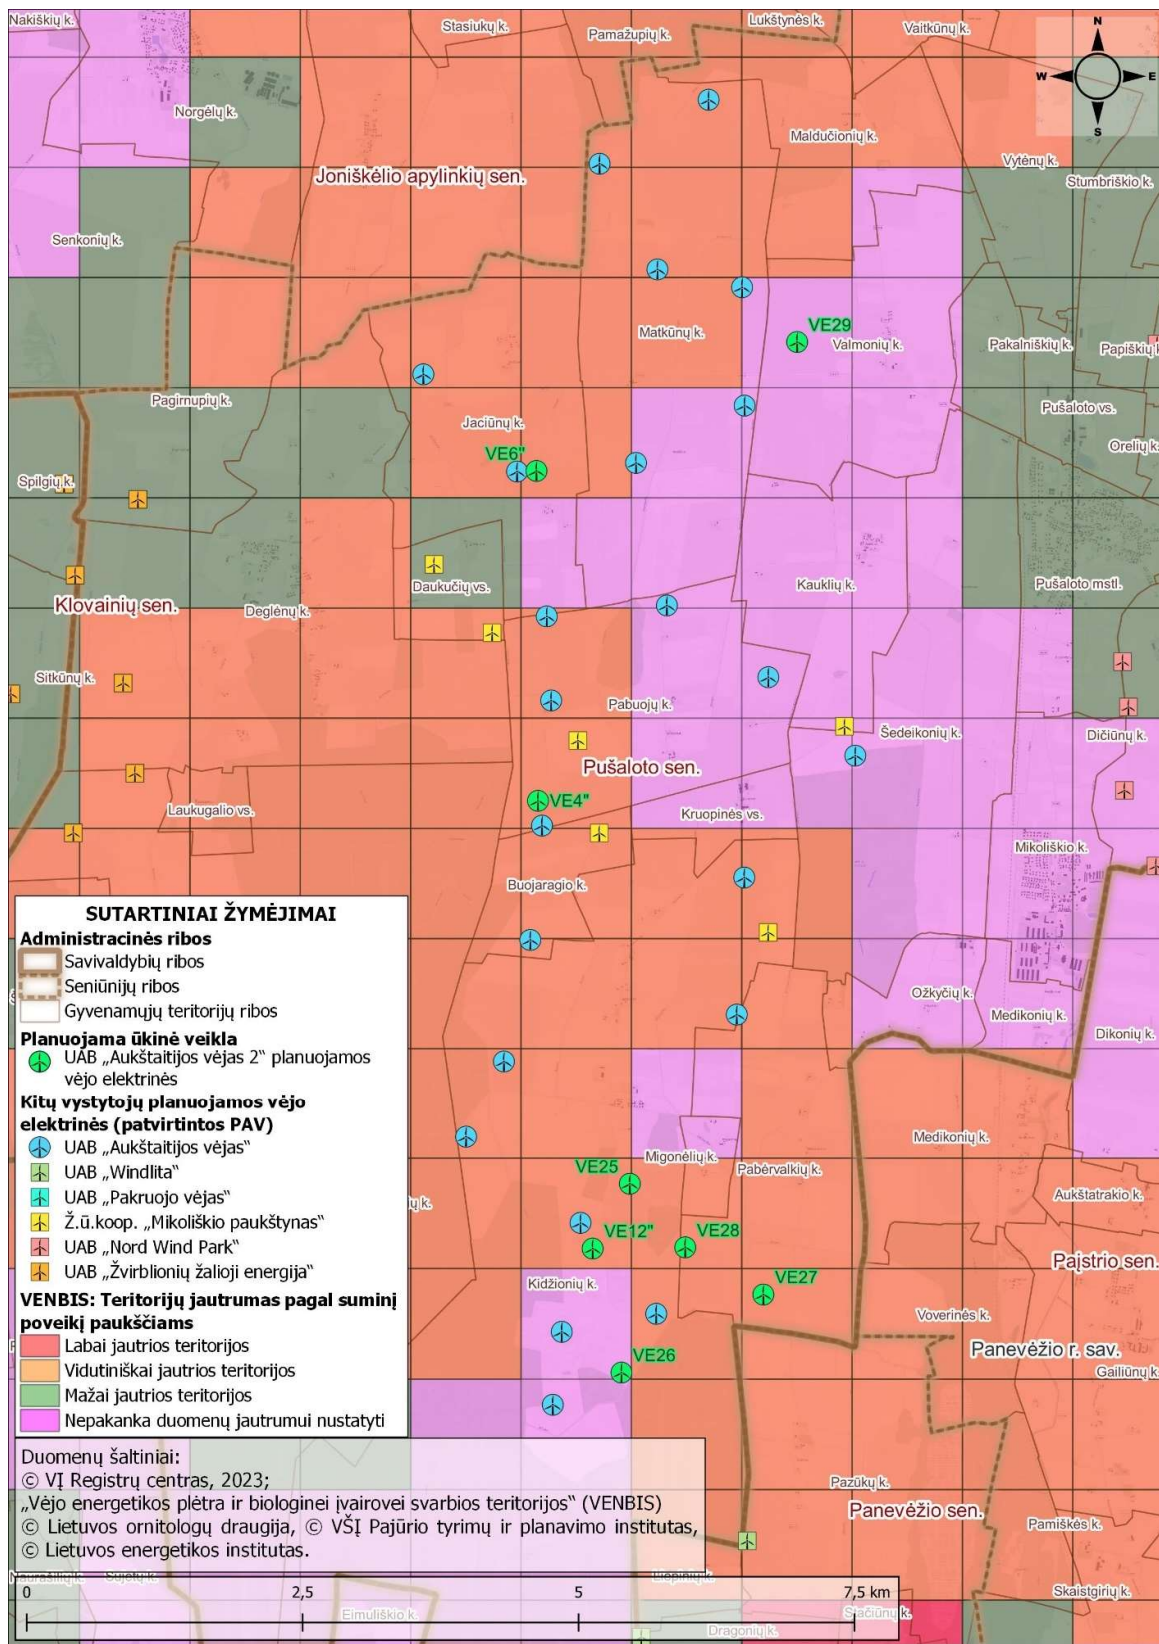 Nakiškių k.
Stasiukų k.
Pamažupių k.
Lukštynės k.
Vaitkūnų k.
N
W
E
S
Norgėlų k.
Maldučionių k.
Vytėnų k.
Joniškėlio apylinkių sen.
Stumbriškio k.
Senkonių k.
VE29
Matkūnų k.
Valmonių k.
Pakalniškių k.
Papiškių k
Pagirnupių k.
Pušaloto vs.
Jaciūnų k.
Orelių k
VE6"
Spilgių k.
Daukučių vs.
Kauklių k.
Pušaloto mstl.
Klovainių sen.
Deglėnų k.
Sitkūnų k.
Pabuojų k.
Šedeikonių k.
Dičiūnų k.
Pušaloto sen.
VE4"
Laukugalio vs.
Kruopinės vs.
Mikoliškio k.
Buojaragio k.
SUTARTINIAI ŽYMĖJIMAI
Administracinės ribos
Savivaldybių ribos
Seniūnijų ribos
Gyvenamųjų teritorijų ribos
Planuojama ūkinė veikla
UAB „Aukštaitijos vėjas 2“ planuojamos
vėjo elektrinės
Kitų vystytojų planuojamos vėjo
elektrinės (patvirtintos PAV)
UAB „Aukštaitijos vėjas“
UAB „Windlita“
UAB „Pakruojo vėjas“
Ž.ū.koop. „Mikoliškio paukštynas“
UAB „Nord Wind Park“
UAB „Žvirblionių žalioji energija“
VENBIS: Teritorijų jautrumas pagal suminį
poveikį paukščiams
Labai jautrios teritorijos
Vidutiniškai jautrios teritorijos
Mažai jautrios teritorijos
Nepakanka duomenų jautrumui nustatyti
Ožkyčių k.
Medikonių k.
Dikonių k.
Medikonių k.
Migonėlių k.
VE25
Pabėrvalkių k.
Aukštatrakio k.
ų k.
VE12"
VE28
Paįstrio sen.
Kidžionių k.
VE27
Voverinės k.
Panevėžio r. sav.
VE26
Gailiūnų k.
Duomenų šaltiniai:
© VĮ Registrų centras, 2023;
„Vėjo energetikos plėtra ir biologinei įvairovei svarbios teritorijos“ (VENBIS)
© Lietuvos ornitologų draugija, © VŠĮ Pajūrio tyrimų ir planavimo institutas,
© Lietuvos energetikos institutas.
Pazūkų k.
Panevėžio sen.
Pamiškės k.
Naurašilių k.
Sujetų k.
Liepinių k.
Skaistgirių k.
0
2,5
5
7,5 km
Eimuliškio k.
Stačiūnų k.
Dragonių k.